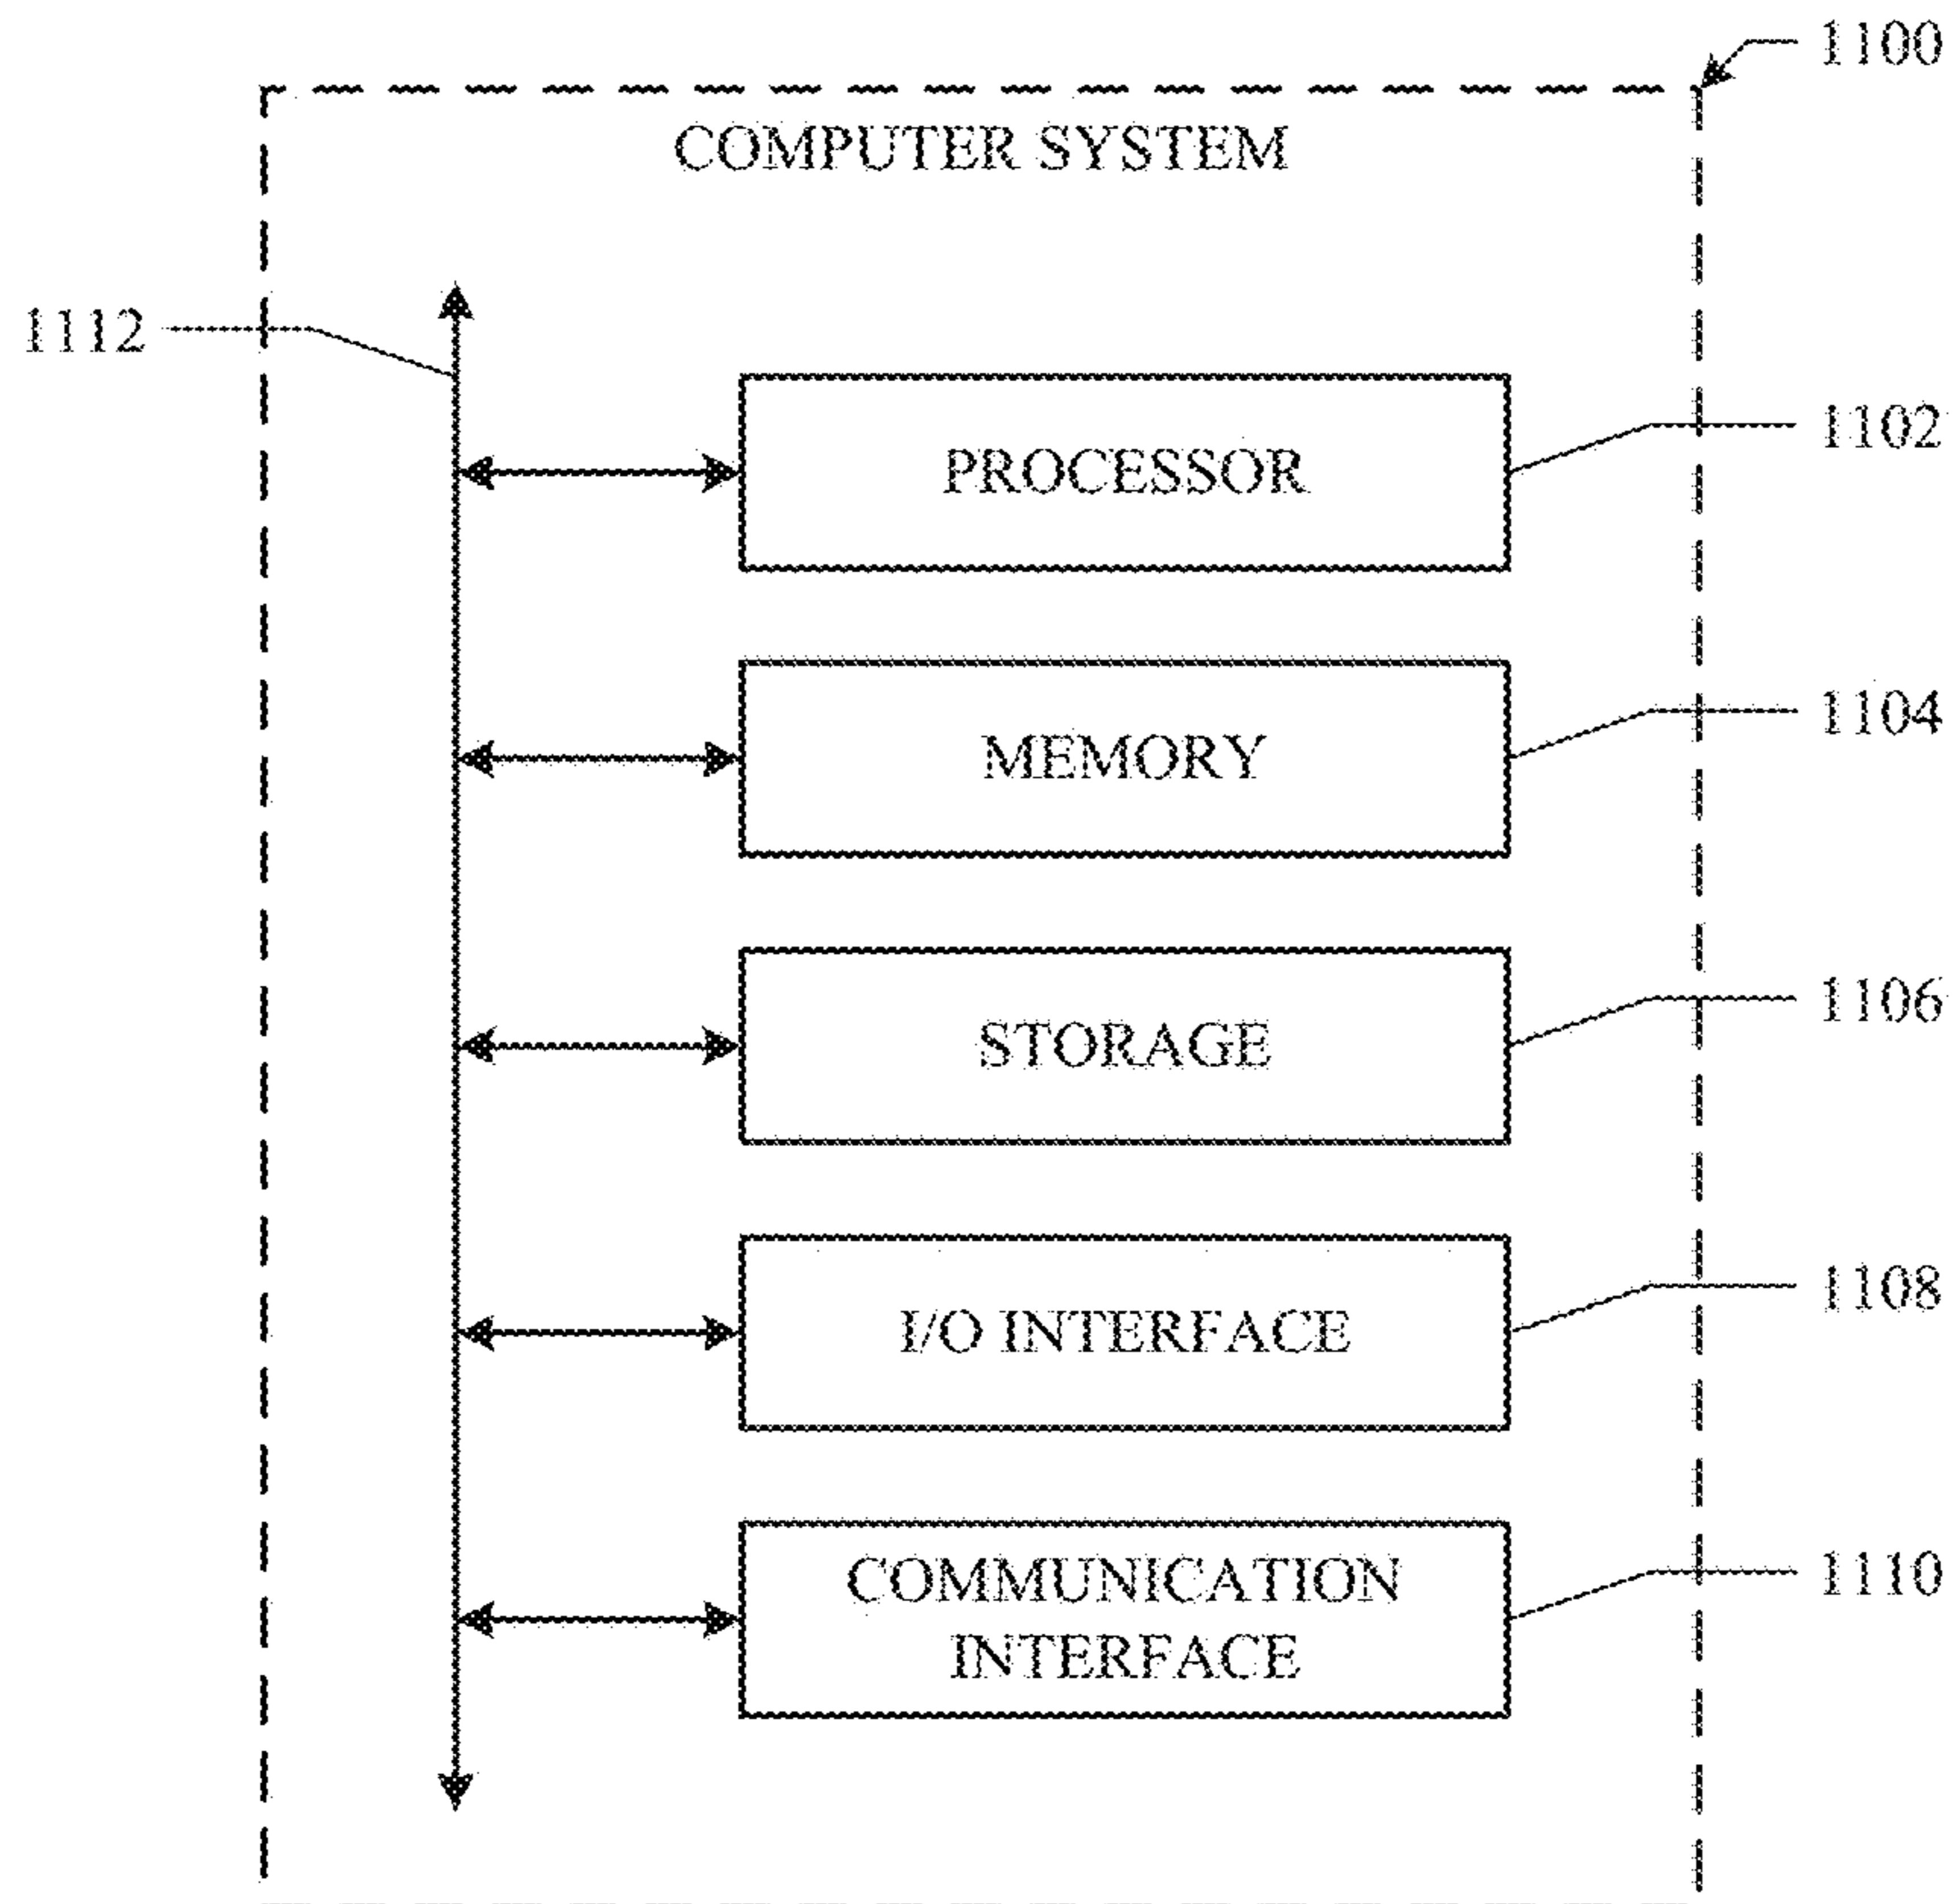 1100
COMPUTER SYSTEM
1112
PROCESSOR
1102
MEMORY
1104
STORAGE
1106
I/O INTERFACE
1108
COMMUNICATION
INTERFACE
1110